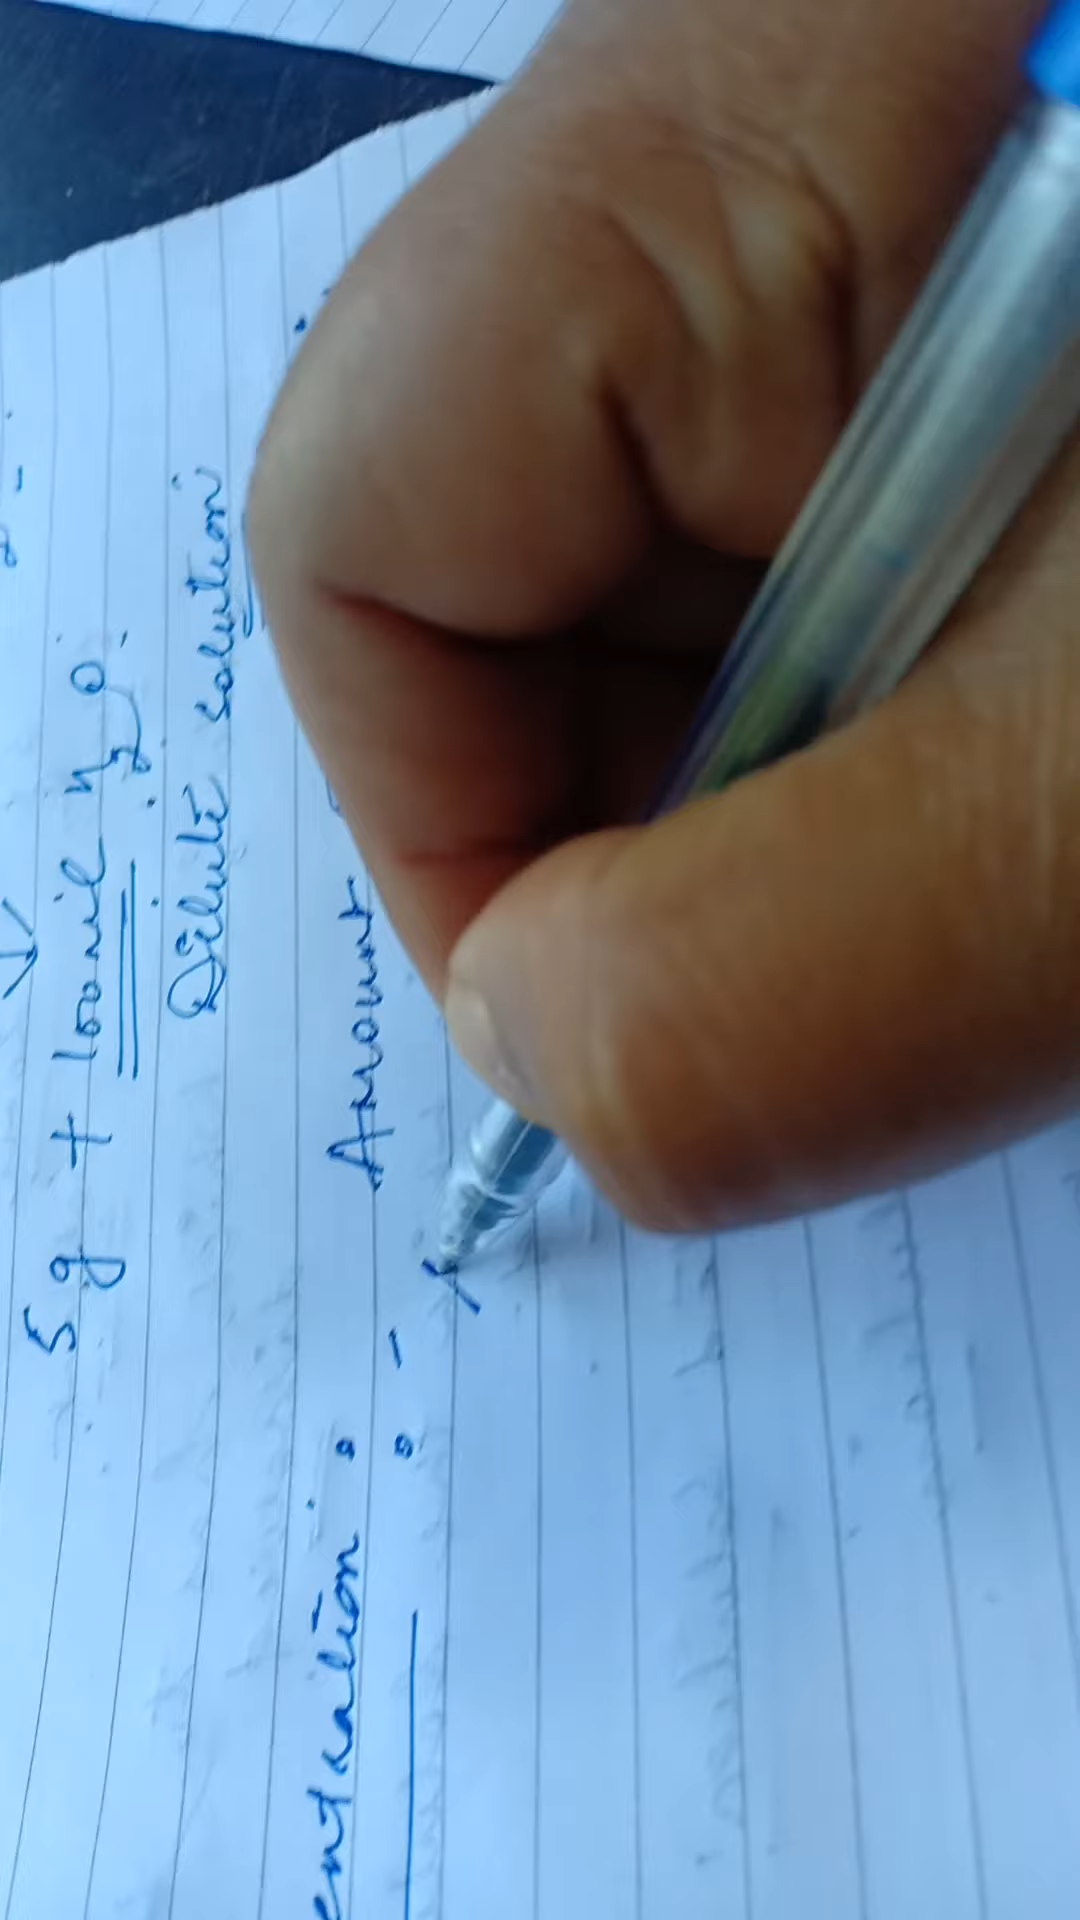 5g + 100ml H2O.
Dilute solution
entration : Amount
:-